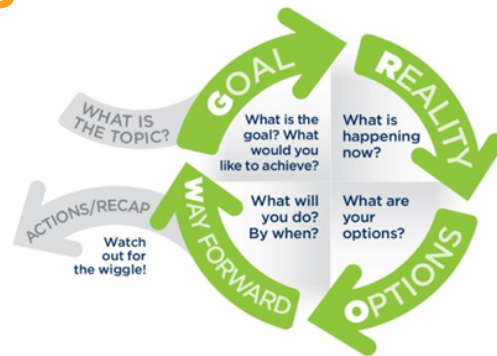 WHAT IS
THE TOPIC?
GOAL
What is the
goal? What
would you
like to achieve?
REALITY
What is
happening
now?
OPTIONS
What are
your
options?
WAY FORWARD
What will
you do?
By when?
ACTIONS/RECAP
Watch
out for
the wiggle!